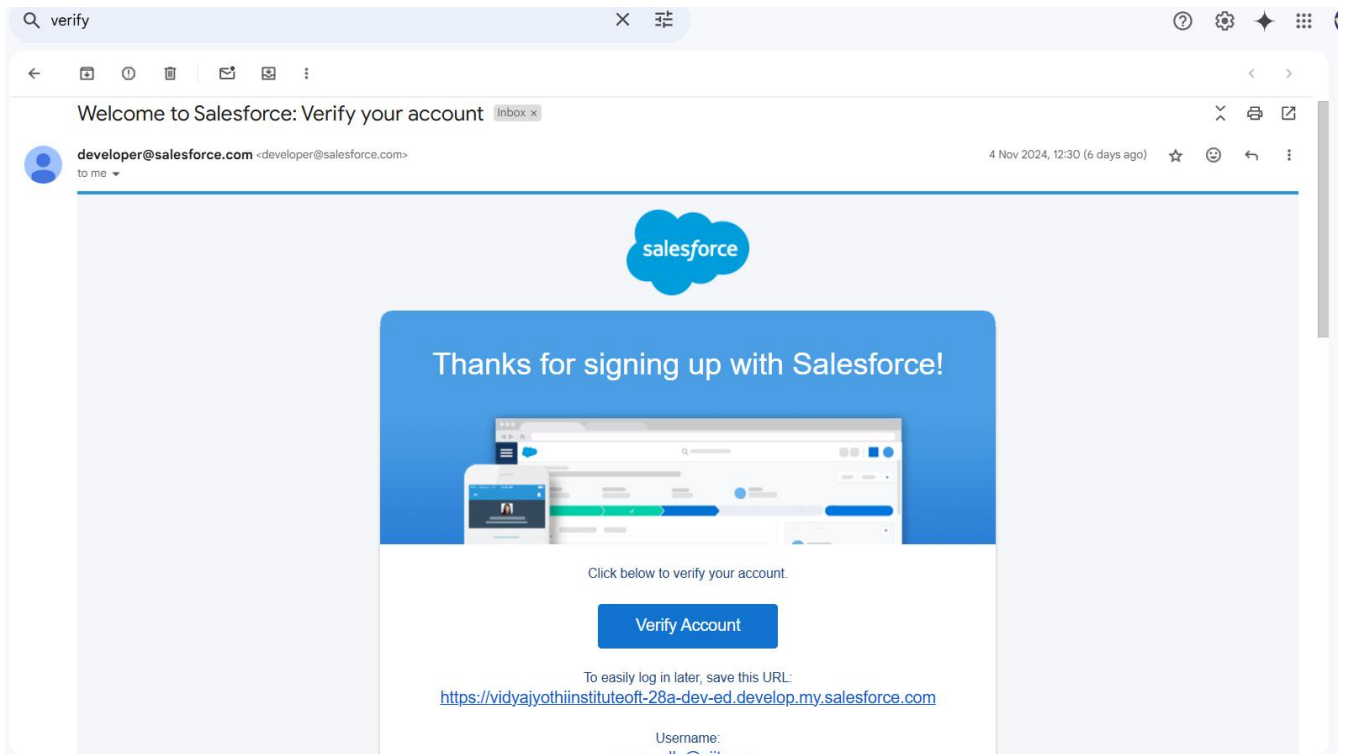 verify
Welcome to Salesforce: Verify your account Inbox ×
developer@salesforce.com <developer@salesforce.com>
4 Nov 2024, 12:30 (6 days ago)
to me
salesforce
Thanks for signing up with Salesforce!
Click below to verify your account.
Verify Account
To easily log in later, save this URL:
https://vidyajyothiinstituteoft-28a-dev-ed.develop.my.salesforce.com
Username: